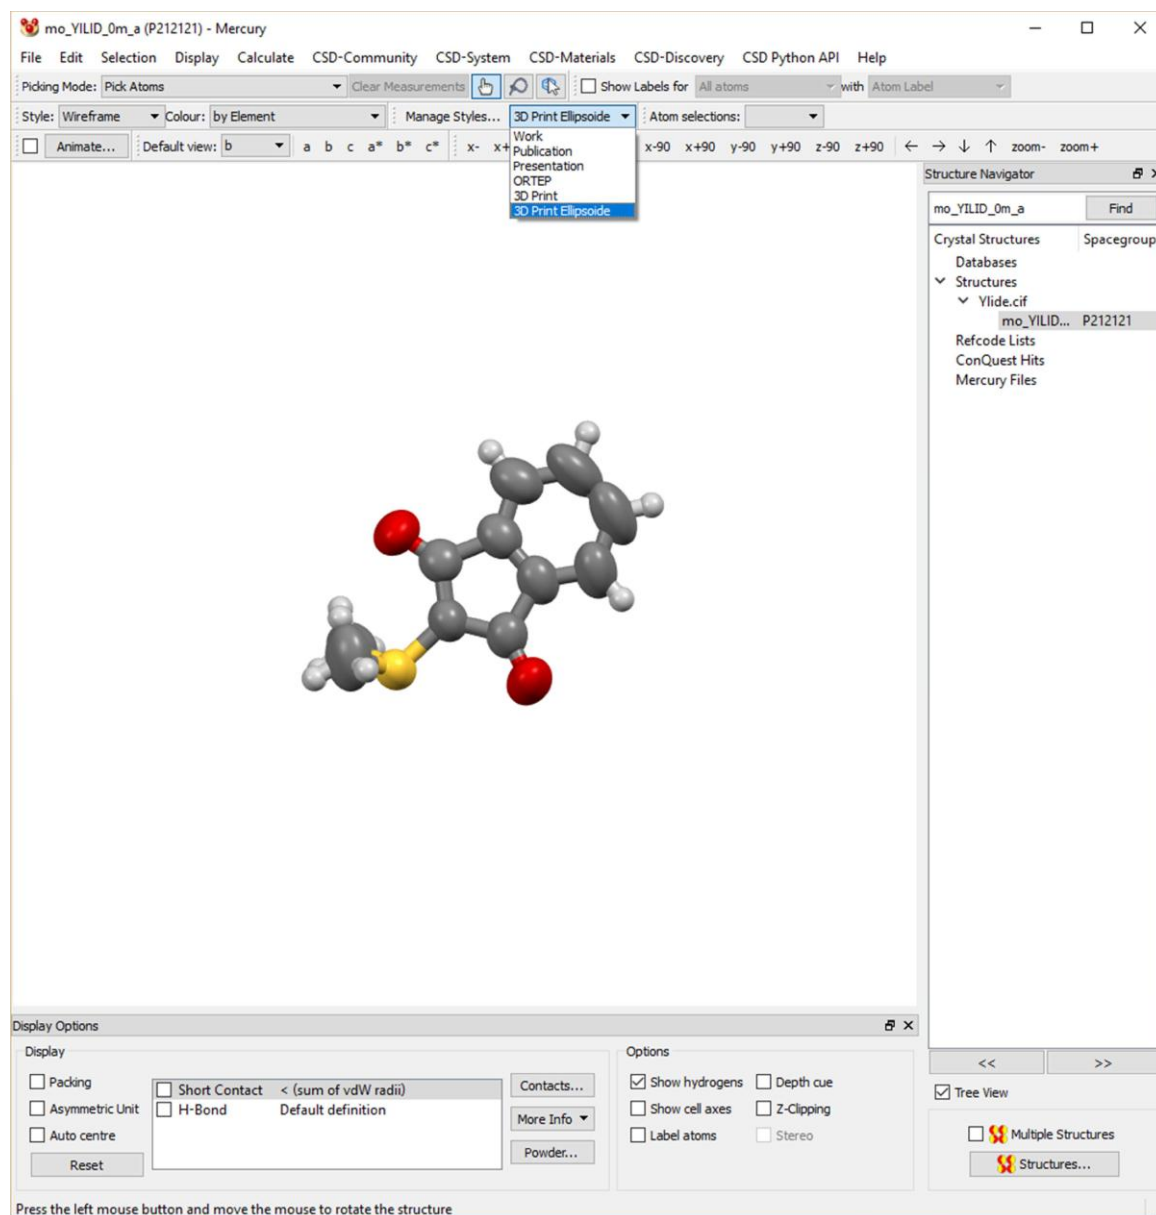 mo_YILID_0m_a (P212121) - Mercury
File Edit Selection Display Calculate CSD-Community CSD-System CSD-Materials CSD-Discovery CSD Python API Help
Picking Mode: Pick Atoms Clear Measurements Show Labels for All atoms with Atom Label
Style: Wireframe Colour: by Element Manage Styles... 3D Print Ellipsoide Atom selections:
Animate... Default view: b a b c a* b* c* x- x+ x-90 x+90 y-90 y+90 z-90 z+90 ← → ↓ ↑ zoom- zoom+
Work
Publication
Presentation
ORTEP
3D Print
3D Print Ellipsoide
Structure Navigator
mo_YILID_0m_a Find
Crystal Structures Spacegroup
Databases
Structures
Ylide.cif
mo_YILID... P212121
Refcode Lists
ConQuest Hits
Mercury Files
<< >>
Tree View
Multiple Structures
Structures...
Display Options
Display
Packing
Asymmetric Unit
Auto centre
Reset
Short Contact < (sum of vdW radii)
H-Bond Default definition
Contacts...
More Info
Powder...
Options
Show hydrogens Depth cue
Show cell axes Z-Clipping
Label atoms Stereo
Press the left mouse button and move the mouse to rotate the structure